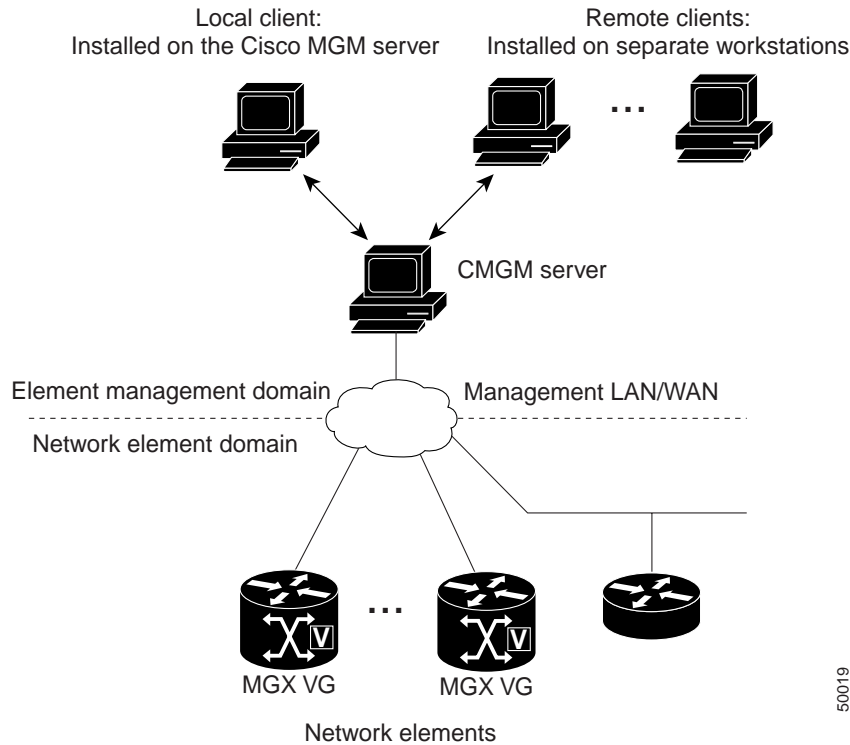 Local client:
Installed on the Cisco MGM server
Remote clients:
Installed on separate workstations
...
CMGM server
Element management domain
Management LAN/WAN
Network element domain
...
V
V
MGX VG
MGX VG
Network elements
50019